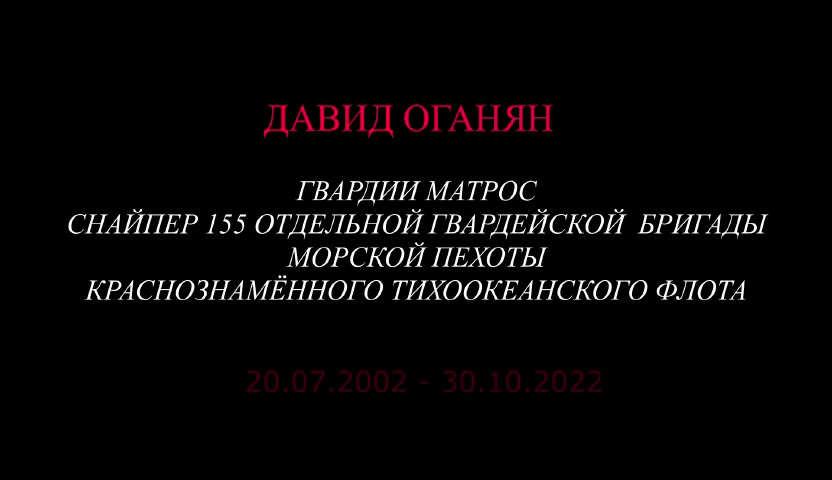 ДАВИД ОГАНЯН
ГВАРДИИ МАТРОС
СНАЙПЕР 155 ОТДЕЛЬНОЙ ГВАРДЕЙСКОЙ БРИГАДЫ
МОРСКОЙ ПЕХОТЫ
КРАСНОЗНАМЁННОГО ТИХООКЕАНСКОГО ФЛОТА
20.07.2002 - 30.10.2022